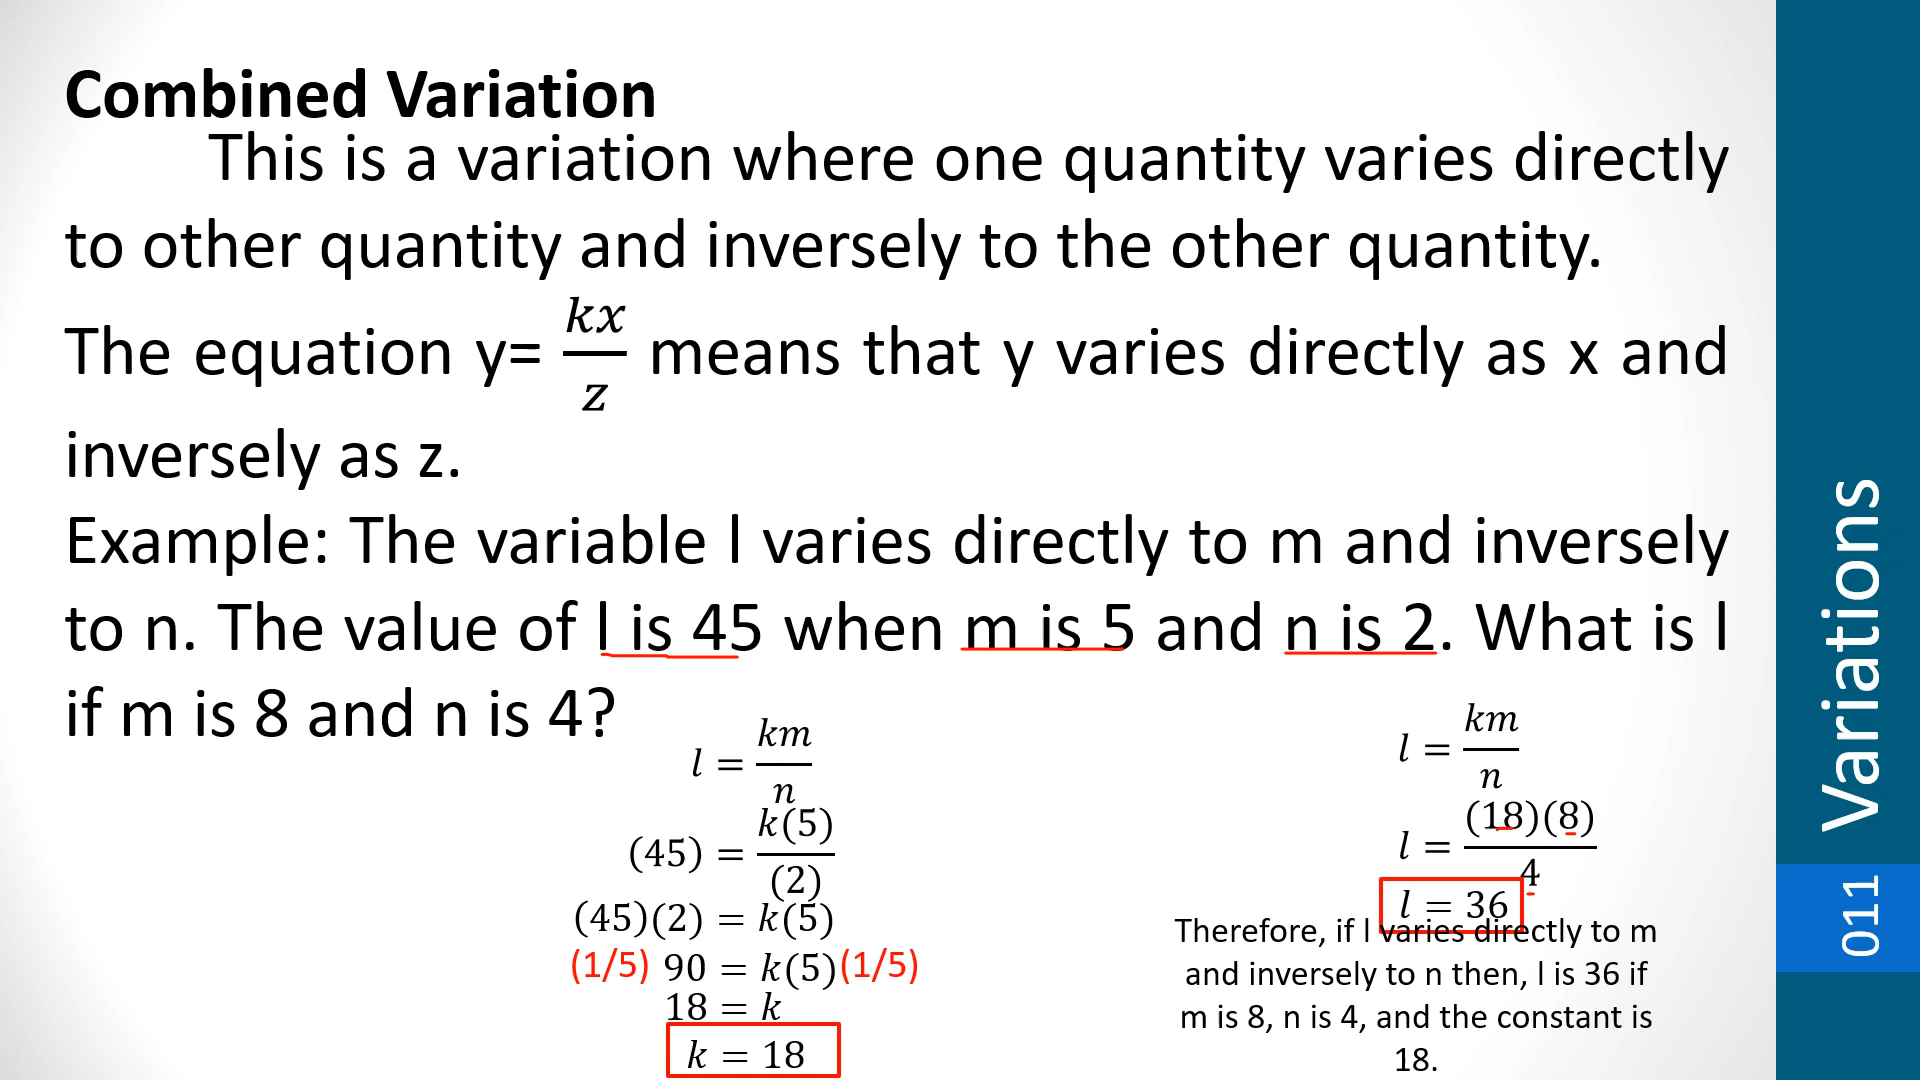 Combined Variation
This is a variation where one quantity varies directly
to other quantity and inversely to the other quantity.
The equation y= kx/z means that y varies directly as x and
inversely as z.
Example: The variable l varies directly to m and inversely
to n. The value of l is 45 when m is 5 and n is 2. What is l
if m is 8 and n is 4?
l = km/n
(45) = k(5)/(2)
(45)(2) = k(5)
(1/5) 90 = k(5) (1/5)
18 = k
k = 18
l = km/n
l = (18)(8)/4
l = 36
Therefore, if l varies directly to m
and inversely to n then, l is 36 if
m is 8, n is 4, and the constant is
18.
Variations
011